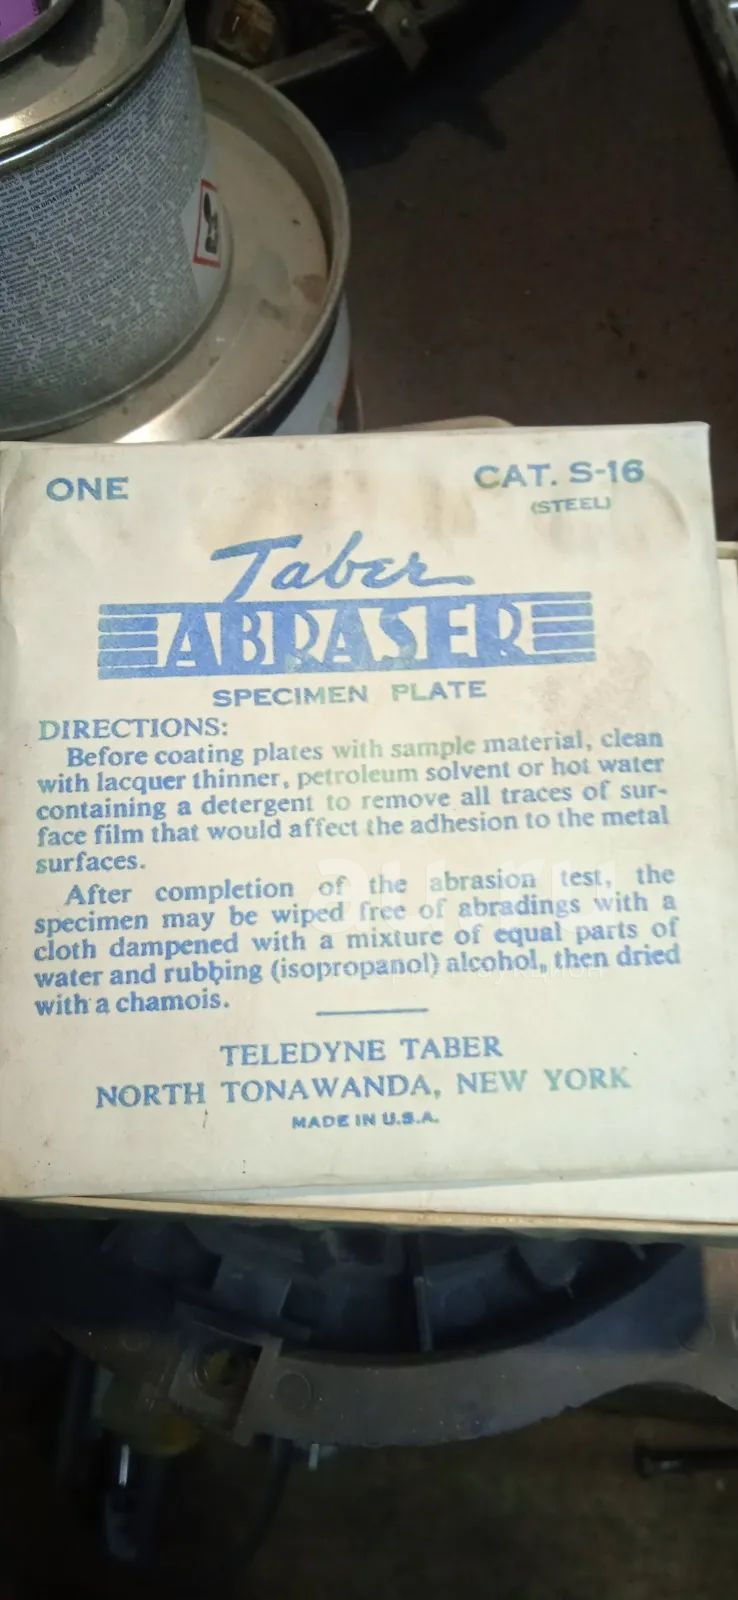 ONE
CAT. S-16
(STEEL)
Taber
ABRASER
SPECIMEN PLATE
DIRECTIONS:
Before coating plates with sample material, clean
with lacquer thinner, petroleum solvent or hot water
containing a detergent to remove all traces of sur-
face film that would affect the adhesion to the metal
surfaces.
After completion of the abrasion test, the
specimen may be wiped free of abradings with a
cloth dampened with a mixture of equal parts of
water and rubbing (isopropanol) alcohol, then dried
with a chamois.
TELEDYNE TABER
NORTH TONAWANDA, NEW YORK
MADE IN U.S.A.
au.ru